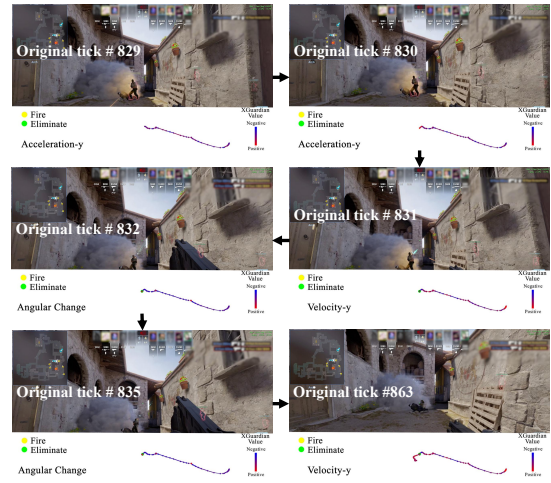 Original tick # 829
Fire
Eliminate
Acceleration-y
XGuardian
Value
Negative
Positive
Original tick # 830
Fire
Eliminate
Acceleration-y
XGuardian
Value
Negative
Positive
Original tick # 832
Fire
Eliminate
Angular Change
XGuardian
Value
Negative
Positive
Original tick # 831
Fire
Eliminate
Velocity-y
XGuardian
Value
Negative
Positive
Original tick # 835
Fire
Eliminate
Angular Change
XGuardian
Value
Negative
Positive
Original tick #863
Fire
Eliminate
Velocity-y
XGuardian
Value
Negative
Positive